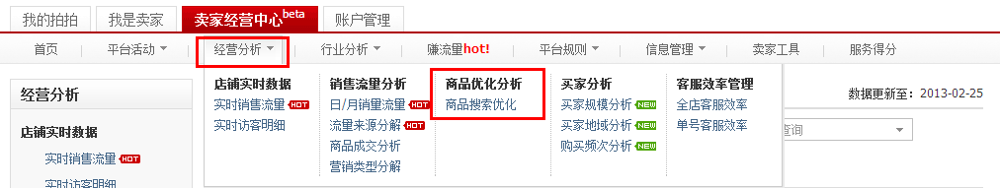 我的拍拍 我是卖家 卖家经营中心beta 账户管理
首页 平台活动 经营分析 行业分析 赚流量hot! 平台规则 信息管理 卖家工具 服务得分
经营分析
店铺实时数据
实时销售流量 HOT
实时访客明细
店铺实时数据
实时销售流量 HOT
实时访客明细
销售流量分析
日/月销量流量 HOT
流量来源分解 HOT
商品成交分析
营销类型分解
商品优化分析
商品搜索优化
买家分析
买家规模分析 NEW
买家地域分析 NEW
购买频次分析 NEW
客服效率管理
全店客服效率
单号客服效率
数据更新至：2013-02-25
查询